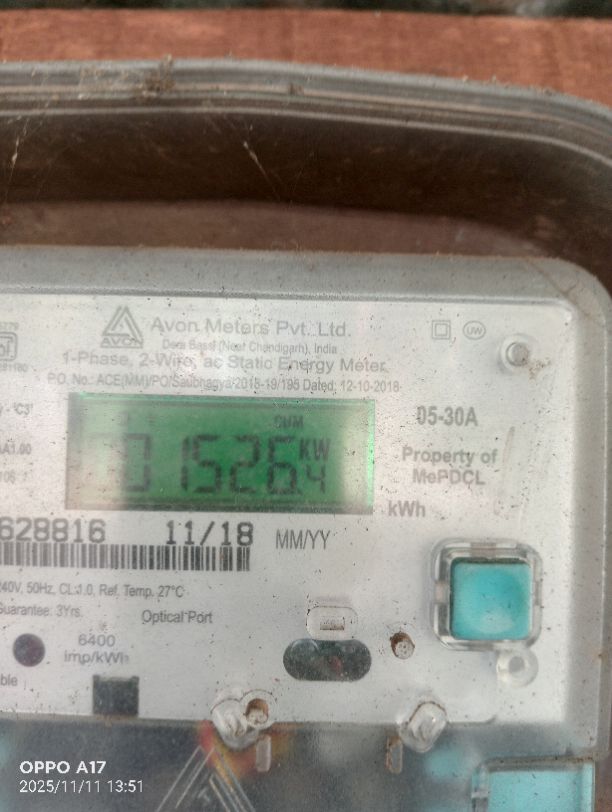 AVON
Avon Meters Pvt. Ltd.
Dera Bassi (Near Chandigarh), India
1-Phase, 2-Wire, ac Static Energy Meter
P.O. No.: ACE(MM)/PO/Saubhagya/2018-19/195 Dated: 12-10-2018
UW
CUM
01526.4 KW
05-30A
Property of
MePDCL
kWh
628816 11/18 MM/YY
240V, 50Hz, CL:1.0, Ref. Temp. 27°C
Guarantee: 3Yrs.
Optical Port
6400
imp/kWh
OPPO A17
2025/11/11 13:51